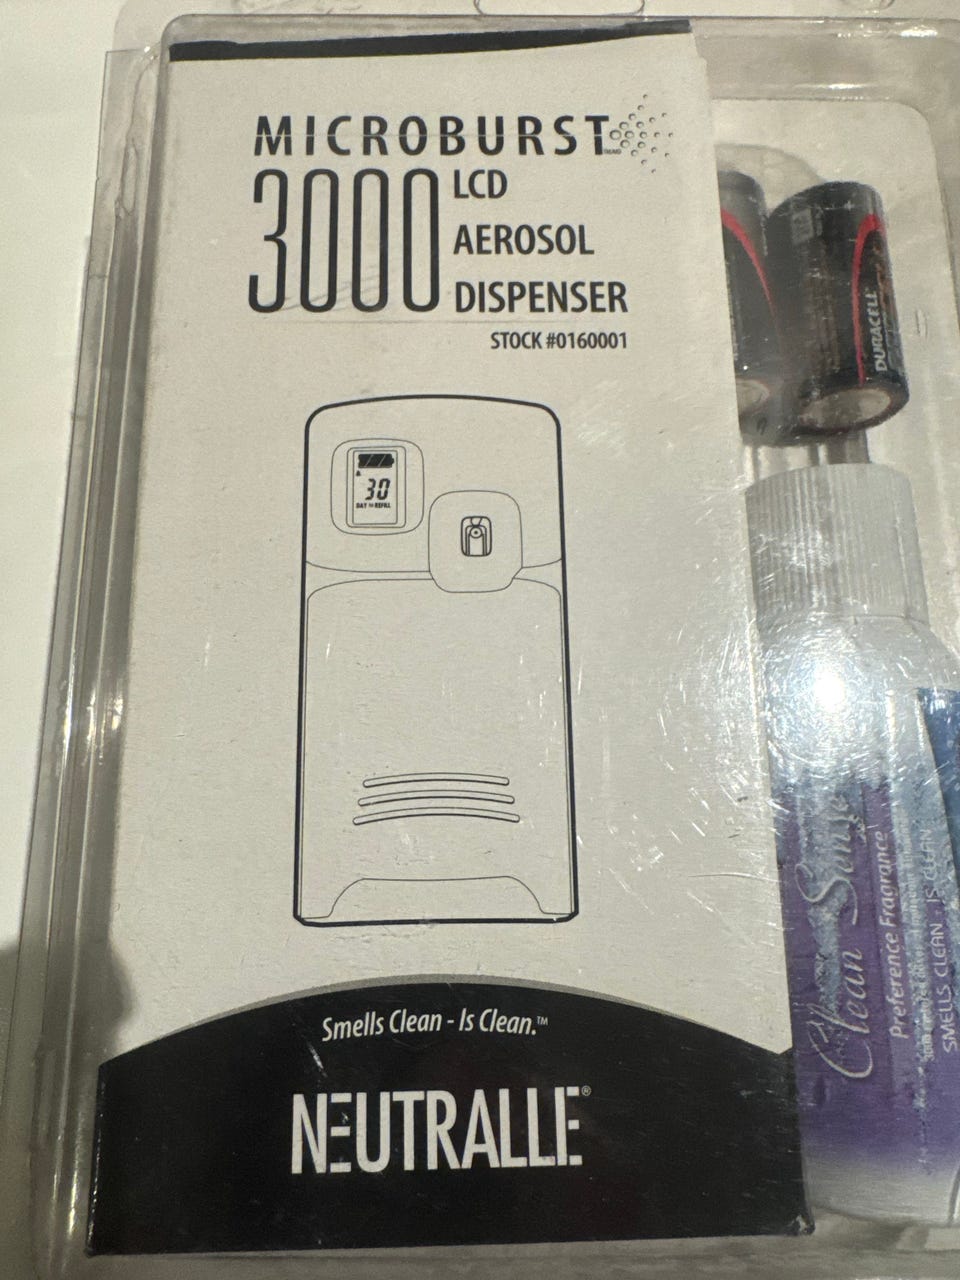 MICROBURST
3000 LCD
AEROSOL
DISPENSER
STOCK #0160001
30
DAY TO REFILL
Smells Clean - Is Clean.™
NEUTRALLE®
DURACELL
Clean Sense
Preference Fragrance
SMELLS CLEAN - IS CLEAN